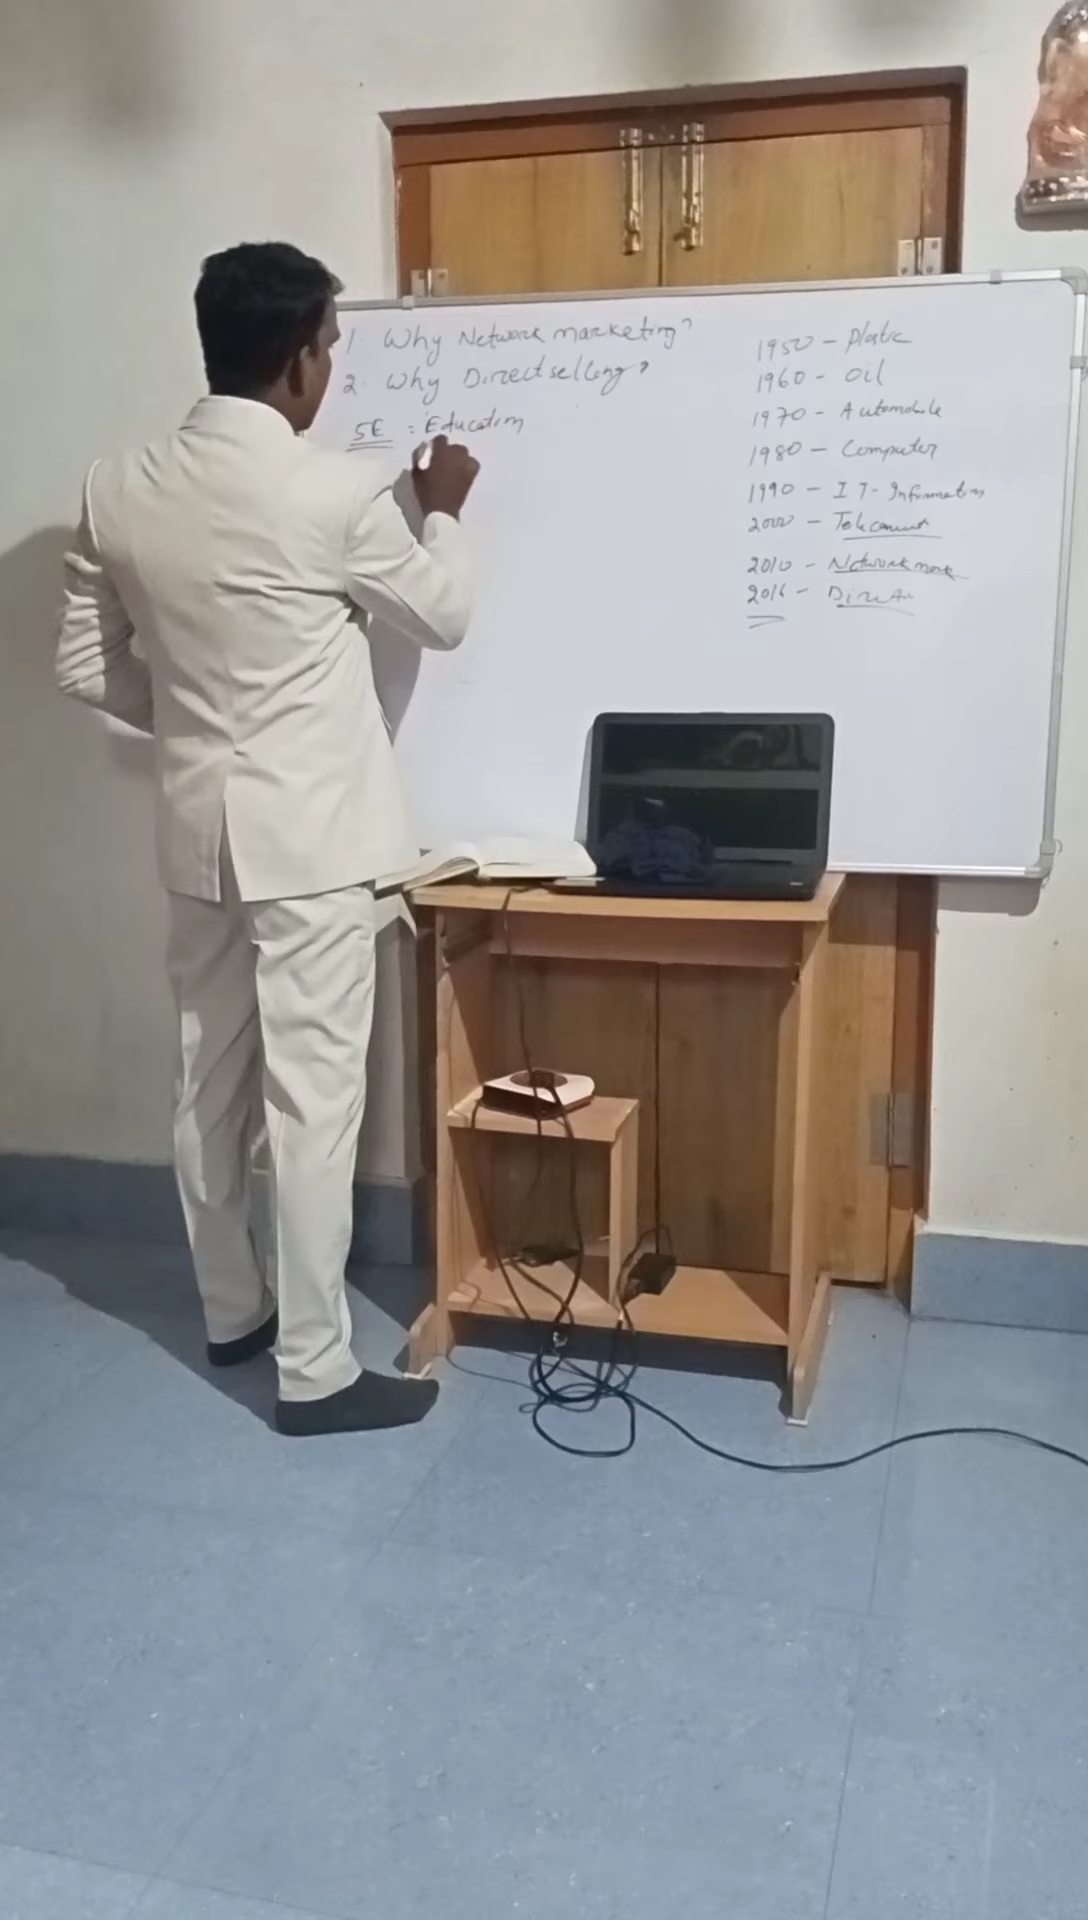 1. Why Network marketing?
2. Why Directselling?
5E = Education
1950 - Plastic
1960 - Oil
1970 - Automobile
1980 - Computer
1990 - IT - Information
2000 -
2010 - Network mark
2016 - Direct